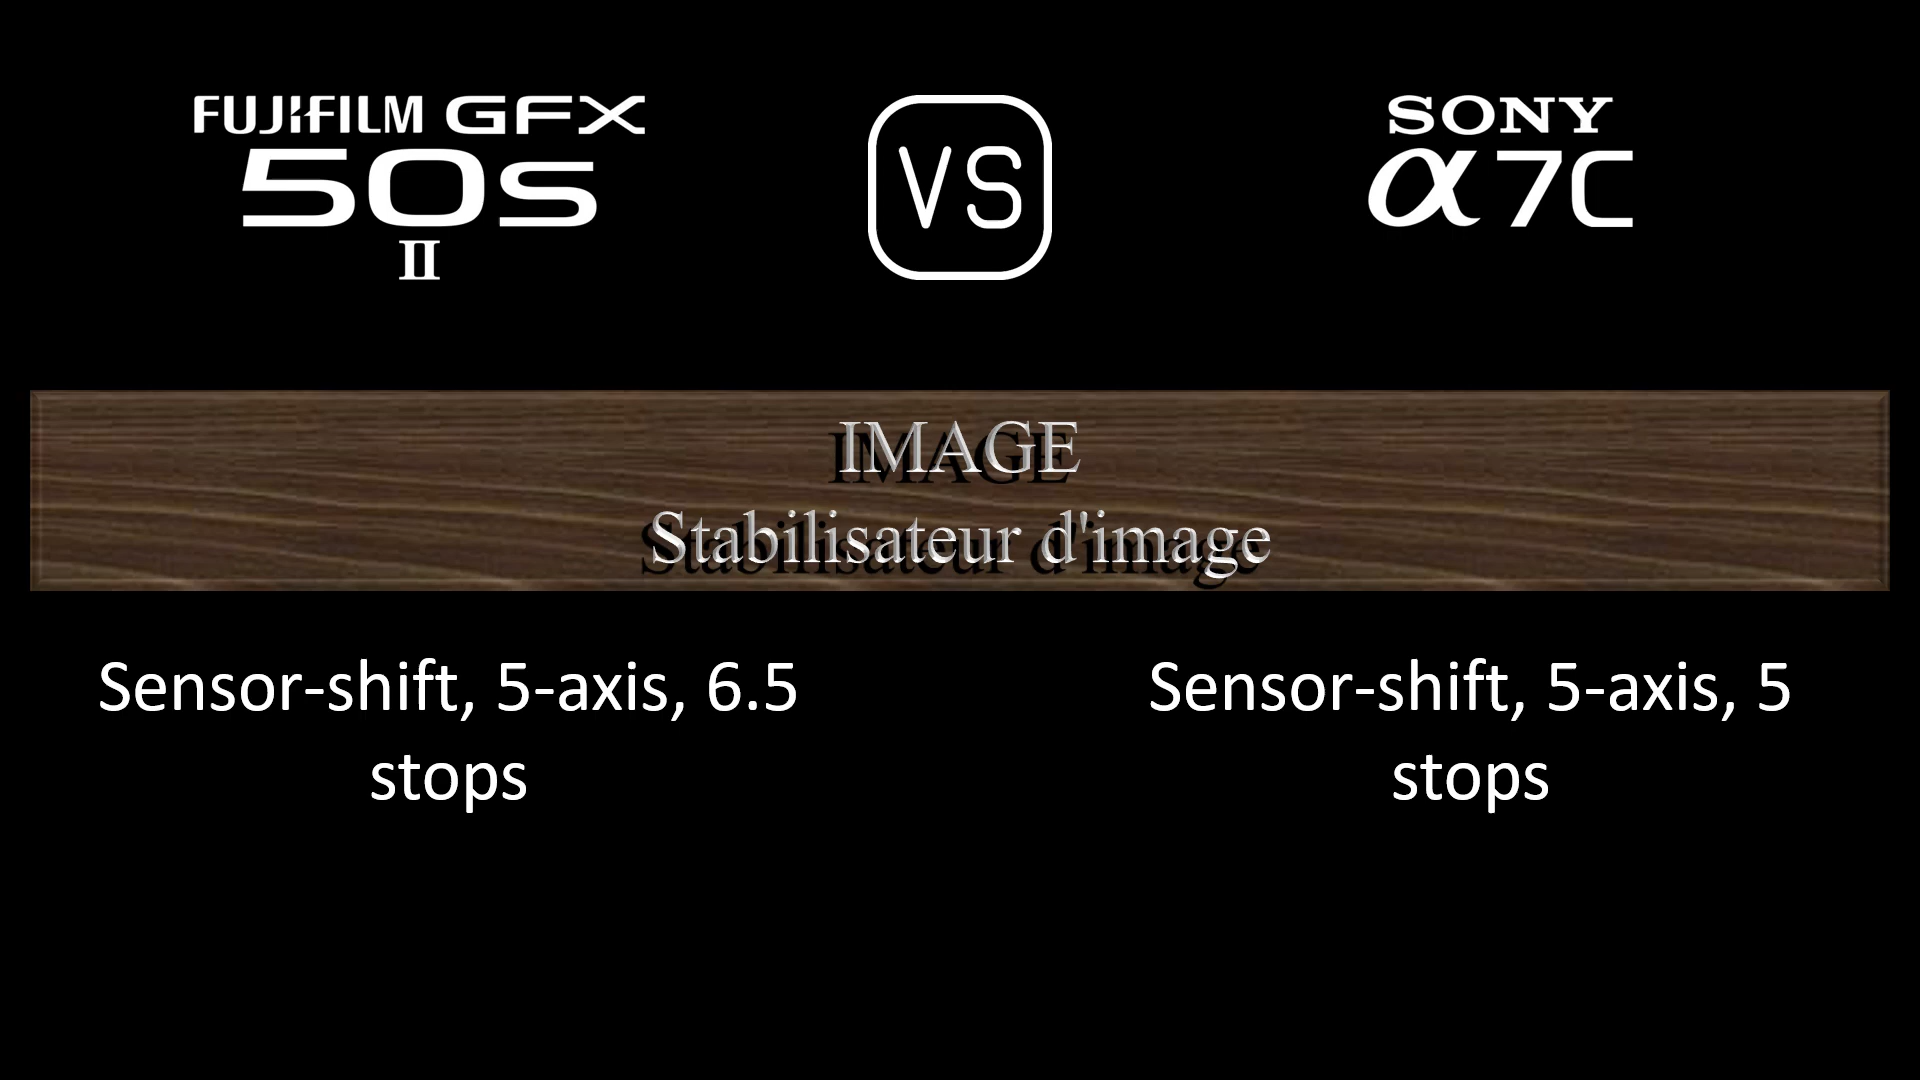 FUJIFILM GFX
50S
II
VS
SONY
α7C
IMAGE
Stabilisateur d'image
Sensor-shift, 5-axis, 6.5
stops
Sensor-shift, 5-axis, 5
stops